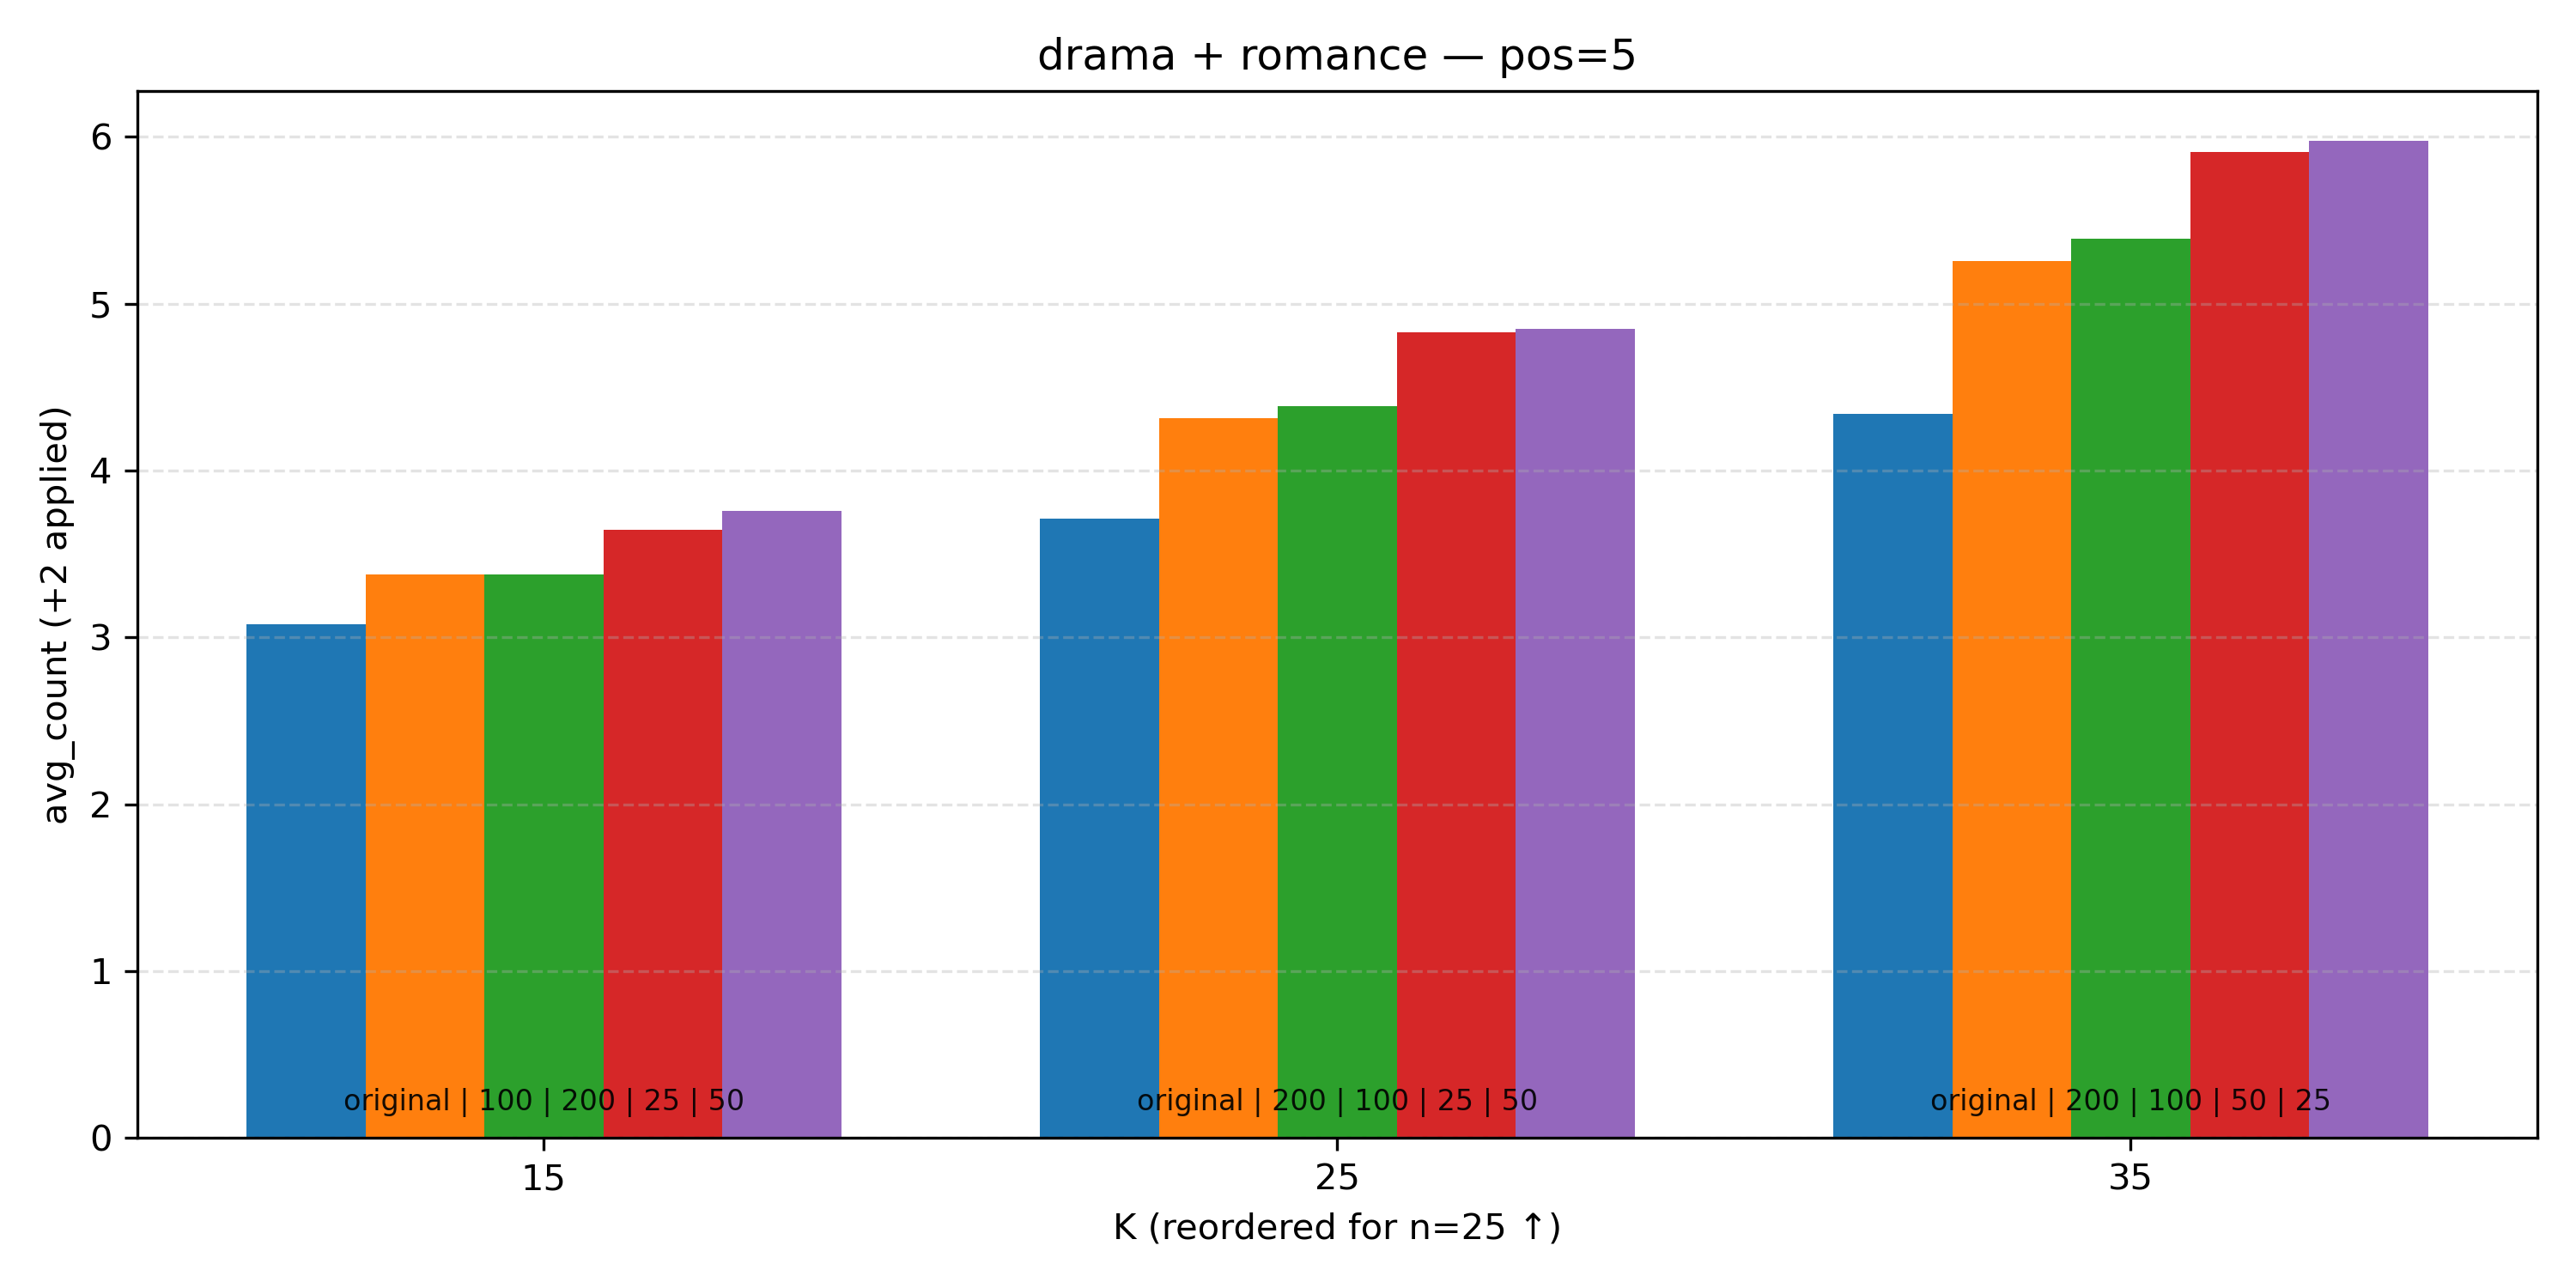 drama + romance — pos=5
avg_count (+2 applied)
6
5
4
3
2
1
0
original | 100 | 200 | 25 | 50
original | 200 | 100 | 25 | 50
original | 200 | 100 | 50 | 25
15
25
35
K (reordered for n=25 ↑)